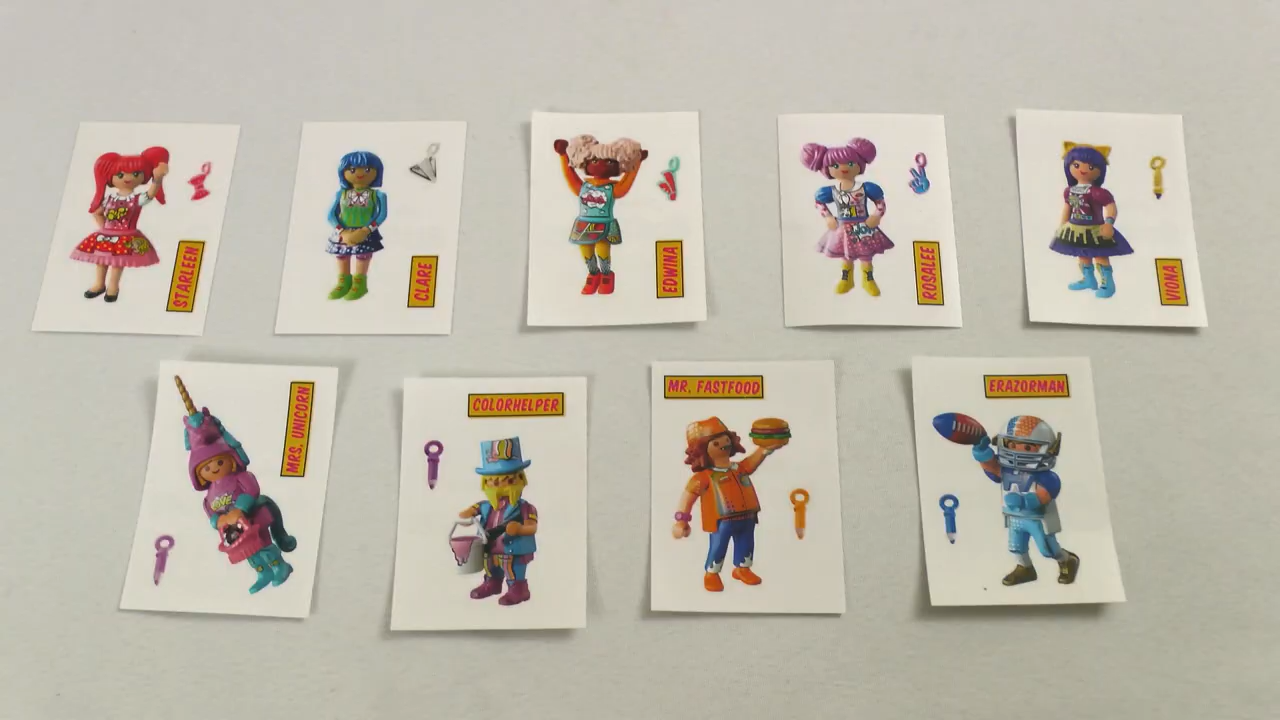 STARLEEN
CLARE
EDWINA
ROSALEE
VIONA
MRS. UNICORN
COLORHELPER
MR. FASTFOOD
ERAZORMAN